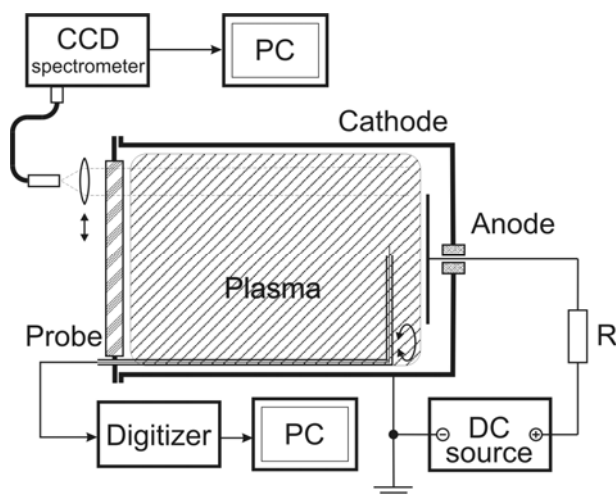 CCD
spectrometer
PC
Cathode
Anode
Plasma
Probe
R
Digitizer
PC
DC
source